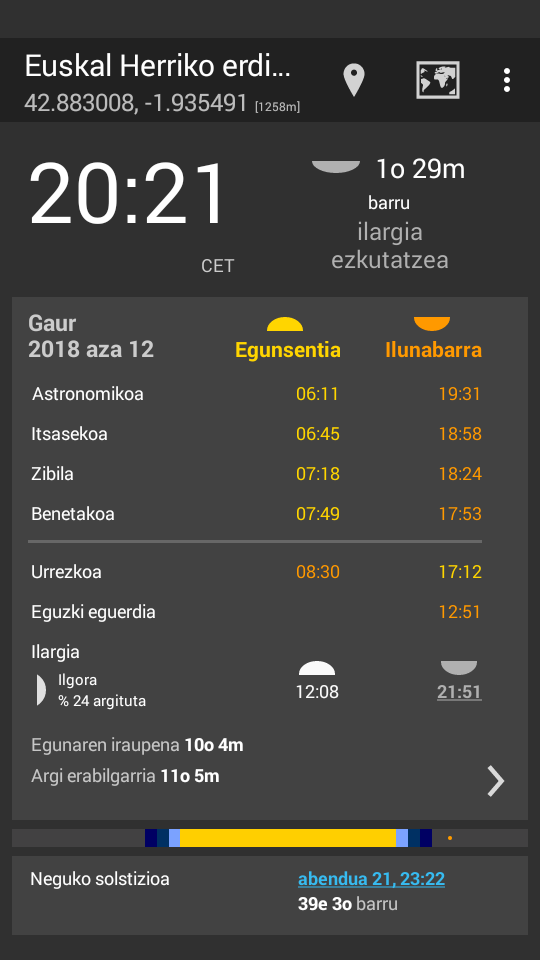 Euskal Herriko erdi...
42.883008, -1.935491 [1258m]
20:21
CET
1o 29m
barru
ilargia
ezkutatzea
Gaur
2018 aza 12
Egunsentia Ilunabarra
Astronomikoa 06:11 19:31
Itsasekoa 06:45 18:58
Zibila 07:18 18:24
Benetakoa 07:49 17:53
Urrezkoa 08:30 17:12
Eguzki eguerdia 12:51
Ilargia
Ilgora
% 24 argituta
12:08 21:51
Egunaren iraupena 10o 4m
Argi erabilgarria 11o 5m
Neguko solstizioa abendua 21, 23:22
39e 3o barru